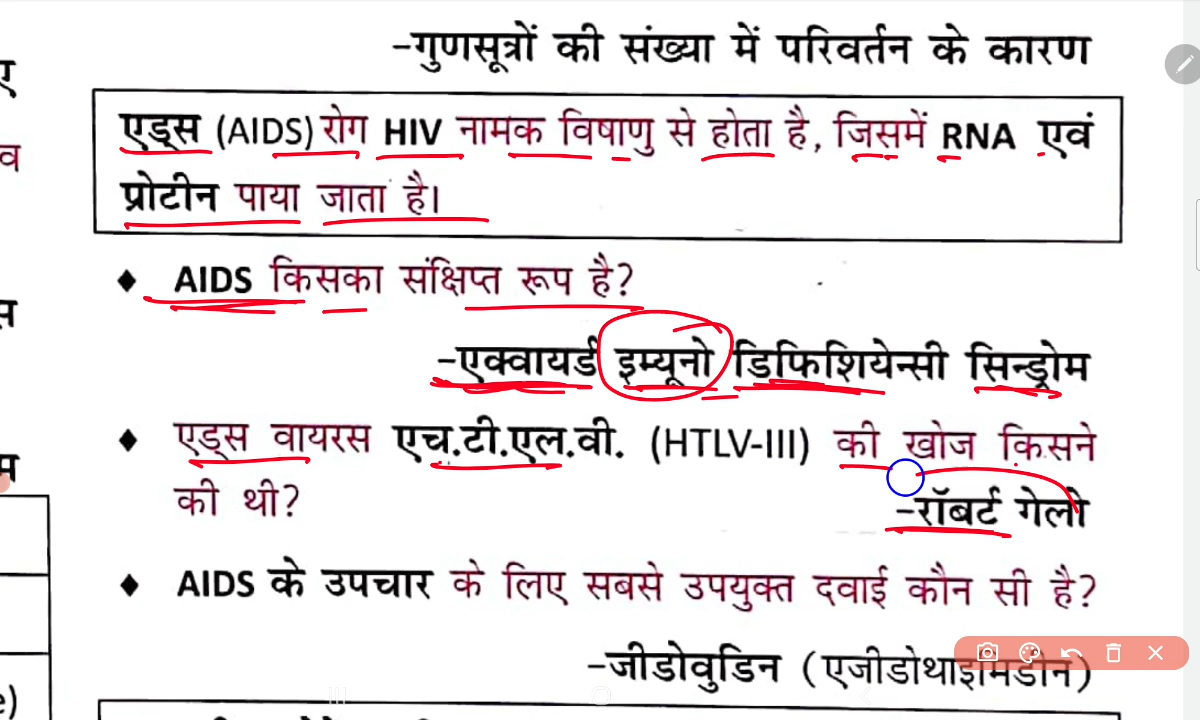 -गुणसूत्रों की संख्या में परिवर्तन के कारण
एड्स (AIDS) रोग HIV नामक विषाणु से होता है, जिसमें RNA एवं
प्रोटीन पाया जाता है।
♦ AIDS किसका संक्षिप्त रूप है?
-एक्वायर्ड इम्यूनो डिफिशियेन्सी सिन्ड्रोम
♦ एड्स वायरस एच.टी.एल.वी. (HTLV-III) की खोज किसने
की थी?
-रॉबर्ट गेलो
♦ AIDS के उपचार के लिए सबसे उपयुक्त दवाई कौन सी है?
-जीडोवुडिन (एजीडोथाइमिडीन)